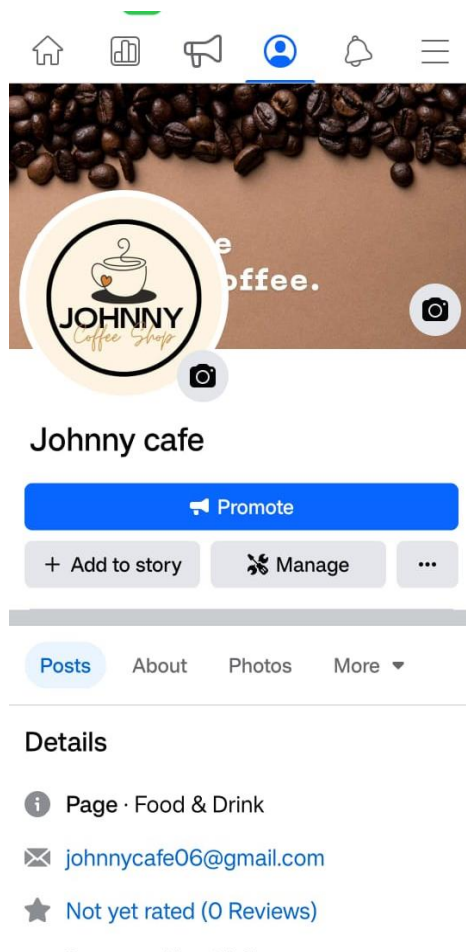 e
offee.
JOHNNY
Coffee Shop
Johnny cafe
Promote
+ Add to story
Manage
Posts
About
Photos
More
Details
Page · Food & Drink
johnnycafe06@gmail.com
Not yet rated (0 Reviews)